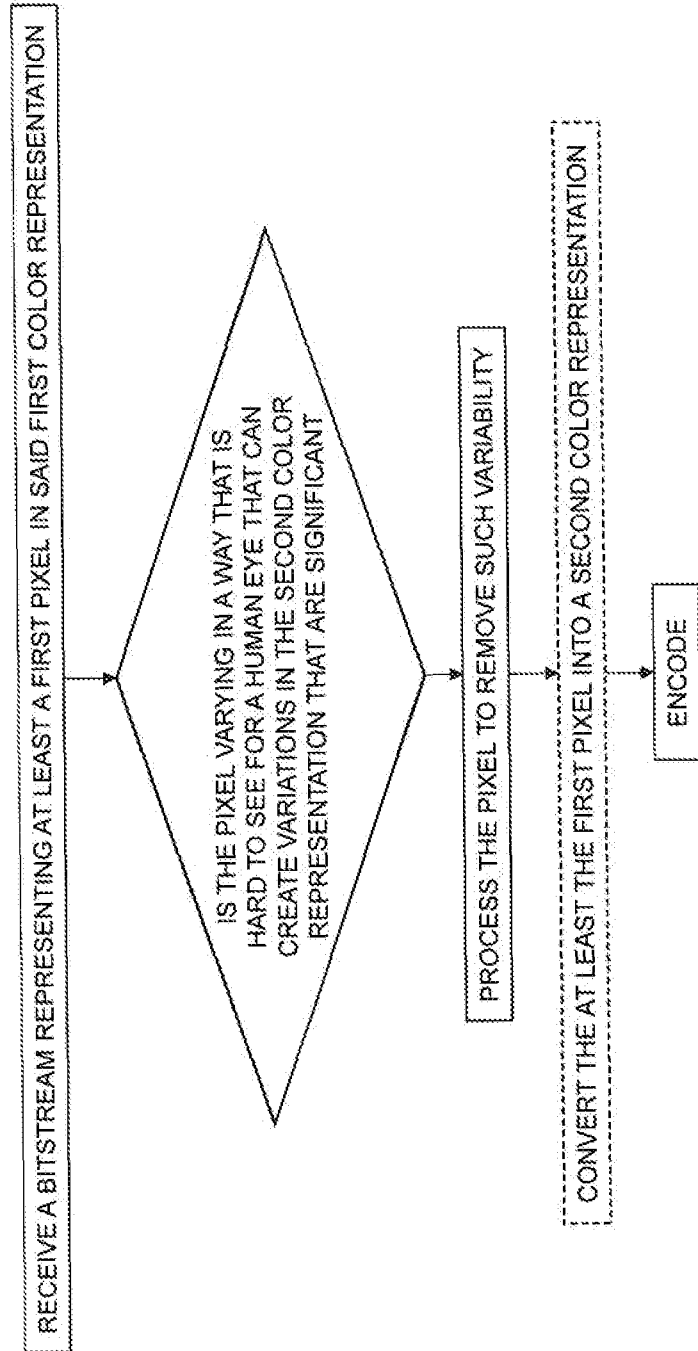 RECEIVE A BITSTREAM REPRESENTING AT LEAST A FIRST PIXEL IN SAID FIRST COLOR REPRESENTATION
IS THE PIXEL VARYING IN A WAY THAT IS
HARD TO SEE FOR A HUMAN EYE THAT CAN
CREATE VARIATIONS IN THE SECOND COLOR
REPRESENTATION THAT ARE SIGNIFICANT
PROCESS THE PIXEL TO REMOVE SUCH VARIABILITY
CONVERT THE AT LEAST THE FIRST PIXEL INTO A SECOND COLOR REPRESENTATION
ENCODE